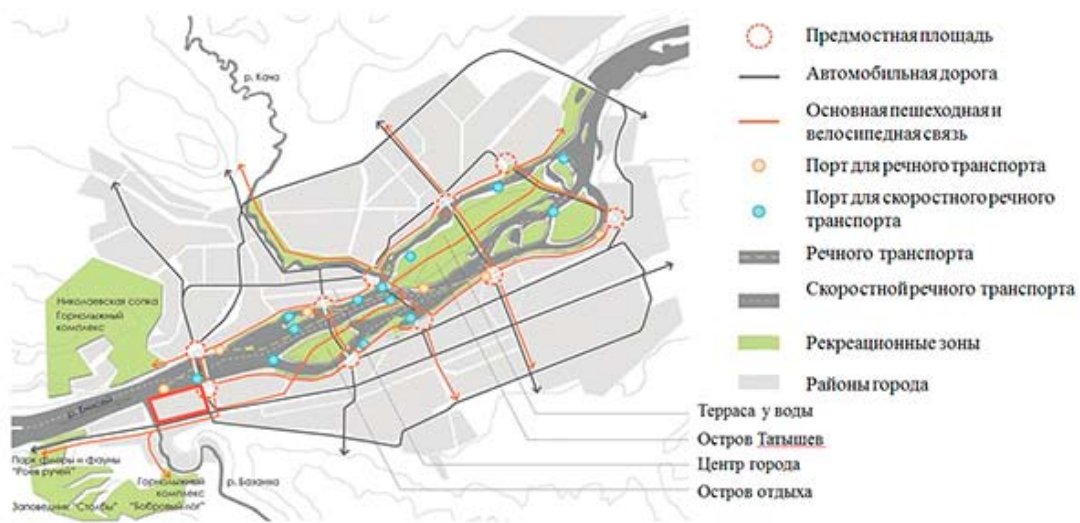 р. Кача
Николаевская сопка
Горнолыжный
комплекс
р. Енисей
Парк флоры и фауны
"Роев ручей"
Заповедник "Столбы"
Горнолыжный
комплекс
"Бобровый лог"
р. Базаиха
Предмостная площадь
Автомобильная дорога
Основная пешеходная и
велосипедная связь
Порт для речного транспорта
Порт для скоростного речного
транспорта
Речного транспорта
Скоростной речного транспорта
Рекреационные зоны
Районы города
Терраса у воды
Остров Татышев
Центр города
Остров отдыха